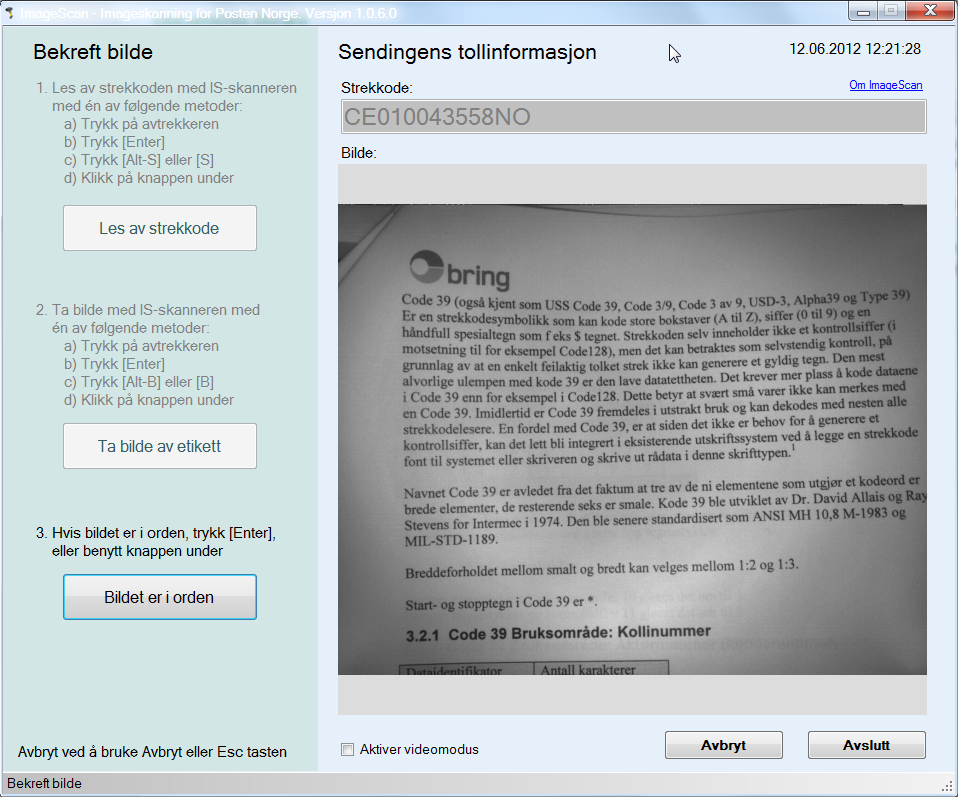 ImageScan - Imageskanning for Posten Norge. Versjon 1.0.6.0
Bekreft bilde
1. Les av strekkoden med IS-skanneren
med én av følgende metoder:
a) Trykk på avtrekkeren
b) Trykk [Enter]
c) Trykk [Alt-S] eller [S]
d) Klikk på knappen under
Les av strekkode
2. Ta bilde med IS-skanneren med
én av følgende metoder:
a) Trykk på avtrekkeren
b) Trykk [Enter]
c) Trykk [Alt-B] eller [B]
d) Klikk på knappen under
Ta bilde av etikett
3. Hvis bildet er i orden, trykk [Enter],
eller benytt knappen under
Bildet er i orden
Avbryt ved å bruke Avbryt eller Esc tasten
Sendingens tollinformasjon
12.06.2012 12:21:28
Om ImageScan
Strekkode:
CE010043558NO
Bilde:
bring
Code 39 (også kjent som USS Code 39, Code 3/9, Code 3 av 9, USD-3, Alpha39 og Type 39)
Er en strekkodesymbolikk som kan kode store bokstaver (A til Z), siffer (0 til 9) og en
håndfull spesialtegn som f eks $ tegnet. Strekkoden selv inneholder ikke et kontrollsiffer (i
motsetning til for eksempel Code128), men det kan betraktes som selvstendig kontroll, på
grunnlag av at en enkelt feilaktig tolket strek ikke kan generere et gyldig tegn. Den mest
alvorlige ulempen med kode 39 er den lave datatettheten. Det krever mer plass å kode dataene
i Code 39 enn for eksempel i Code128. Dette betyr at svært små varer ikke kan merkes med
en Code 39. Imidlertid er Code 39 fremdeles i utstrakt bruk og kan dekodes med nesten alle
strekkodelesere. En fordel med Code 39, er at siden det ikke er behov for å generere et
kontrollsiffer, kan det lett bli integrert i eksisterende utskriftssystem ved å legge en strekkode
font til systemet eller skriveren og skrive ut rådata i denne skrifttypen.1
Navnet Code 39 er avledet fra det faktum at tre av de ni elementene som utgjør et kodeord er
brede elementer, de resterende seks er smale. Kode 39 ble utviklet av Dr. David Allais og Ray
Stevens for Intermec i 1974. Den ble senere standardisert som ANSI MH 10,8 M-1983 og
MIL-STD-1189.
Breddeforholdet mellom smalt og bredt kan velges mellom 1:2 og 1:3.
Start- og stopptegn i Code 39 er *.
3.2.1 Code 39 Bruksområde: Kollinummer
Dataidentifikator Antall karakterer
Aktiver videomodus
Avbryt
Avslutt
Bekreft bilde